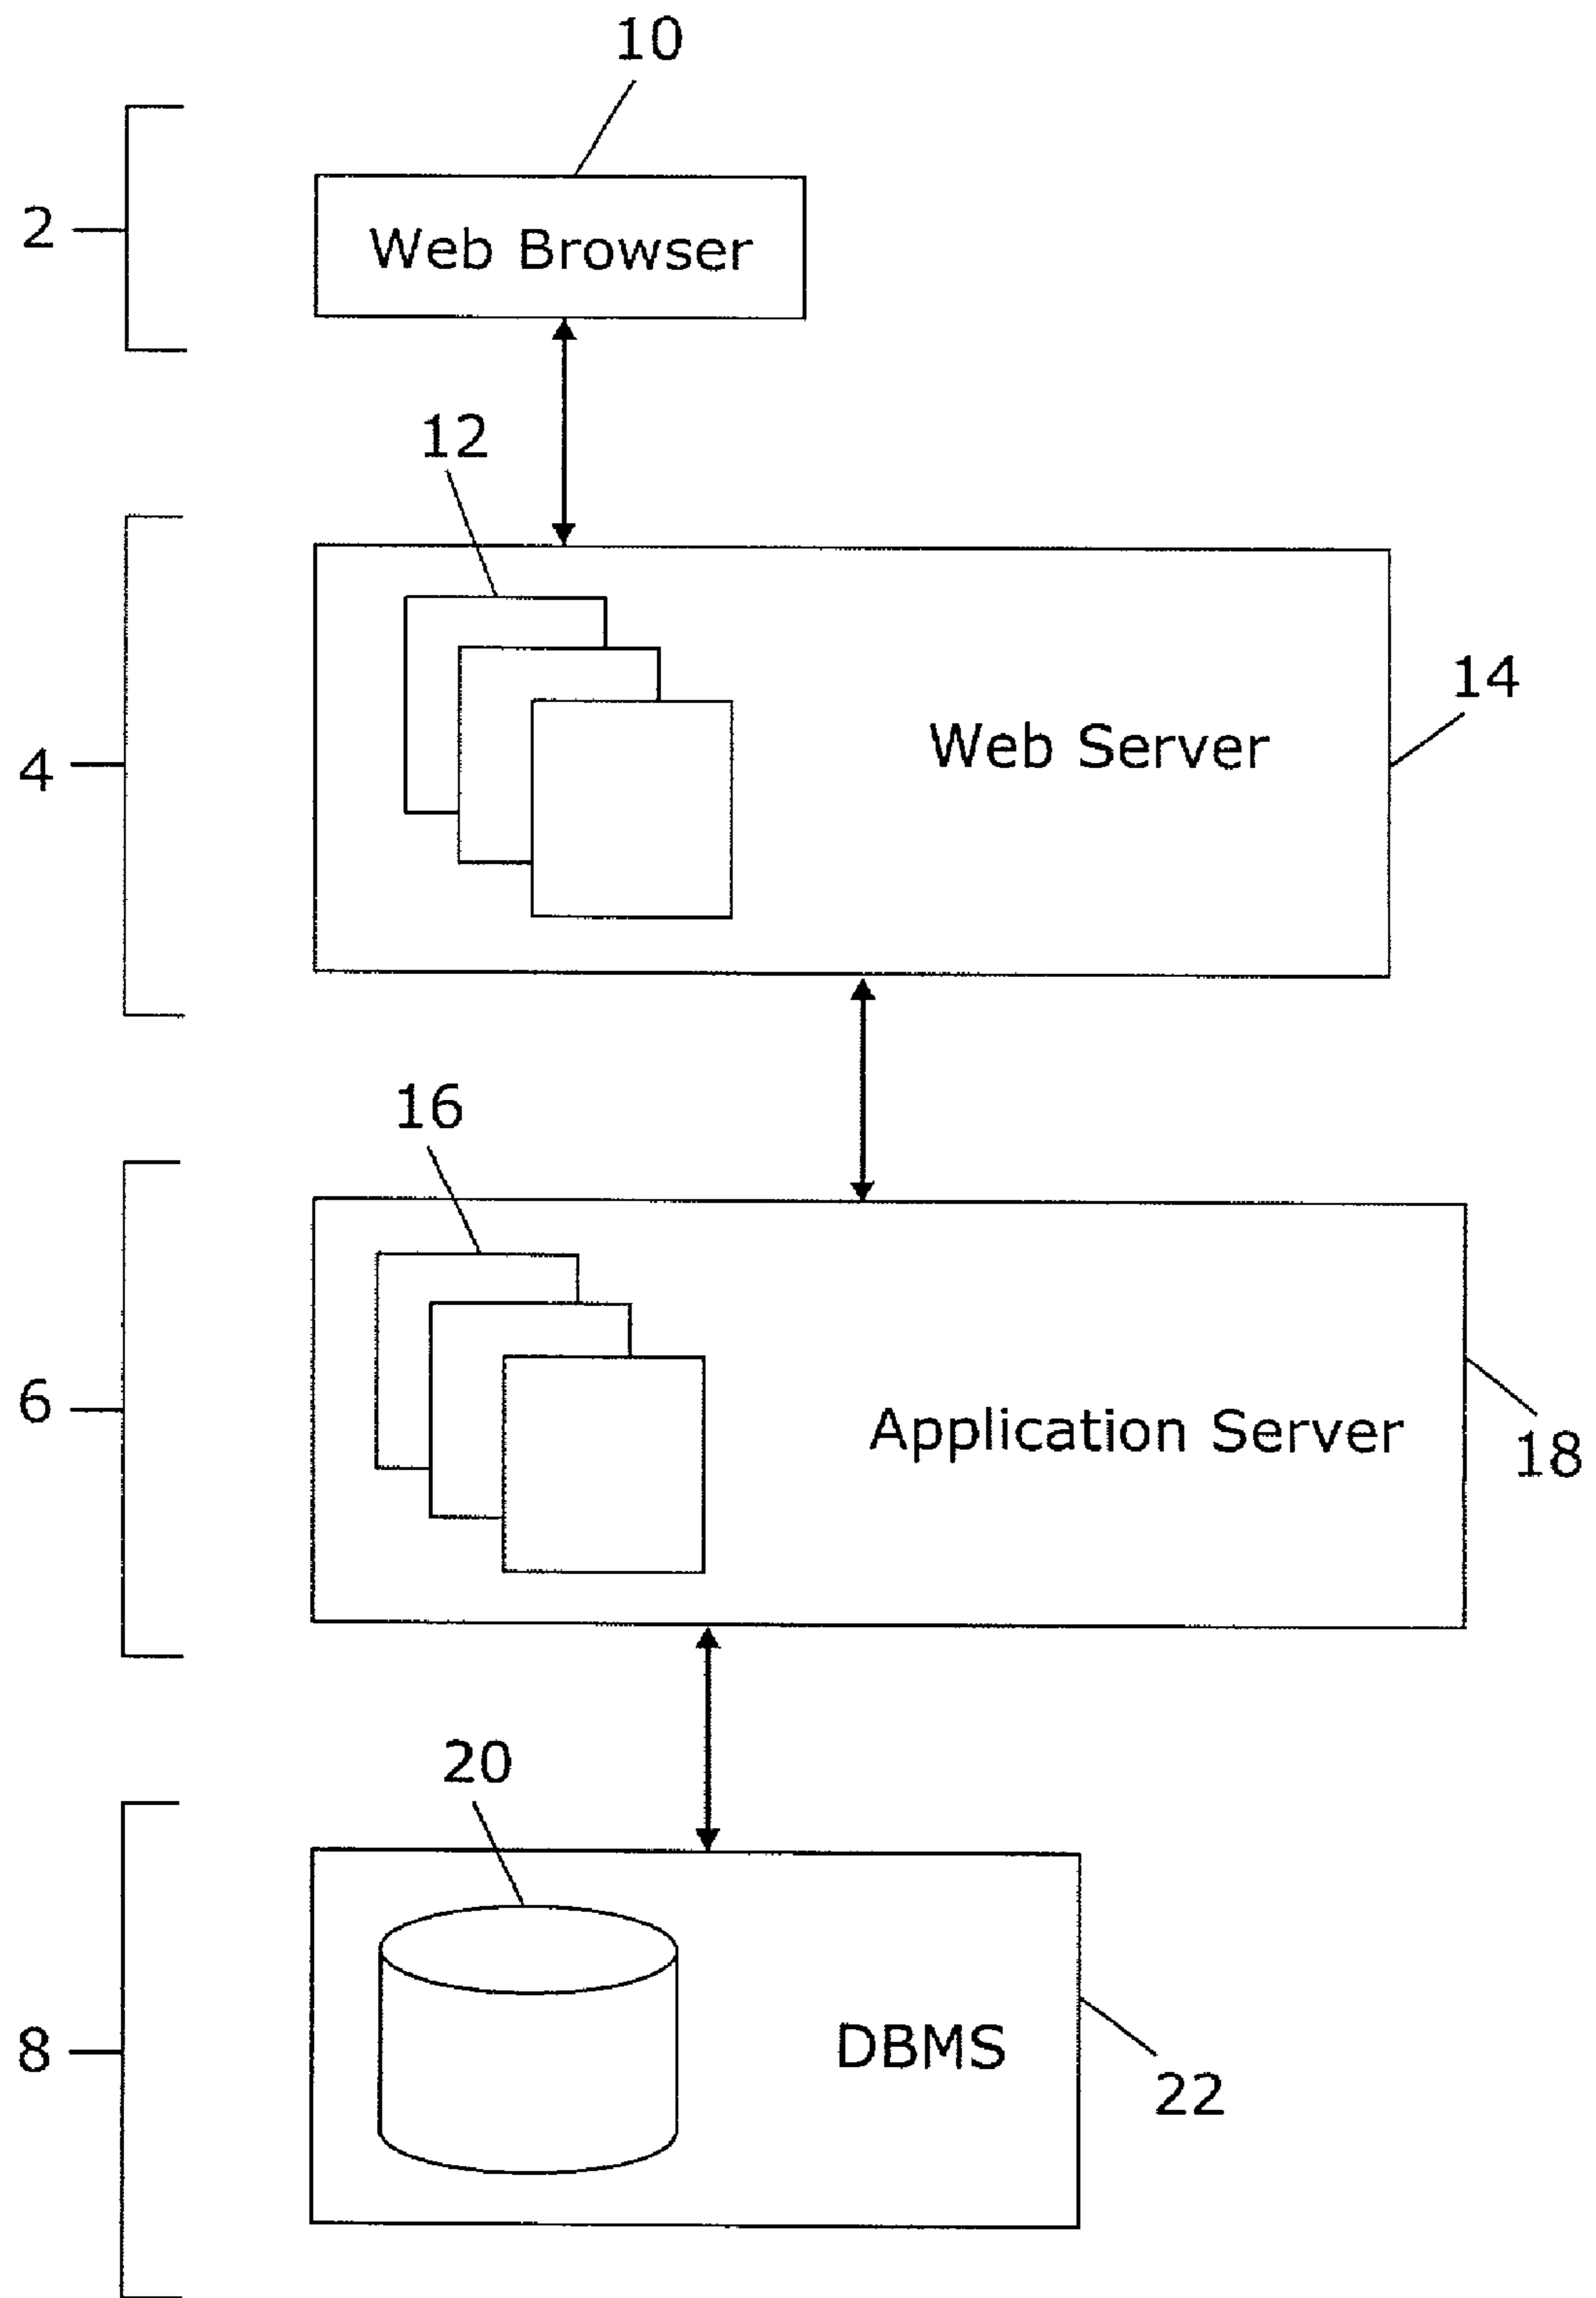 10
2
Web Browser
12
14
Web Server
4
16
6
Application Server
18
20
8
DBMS
22